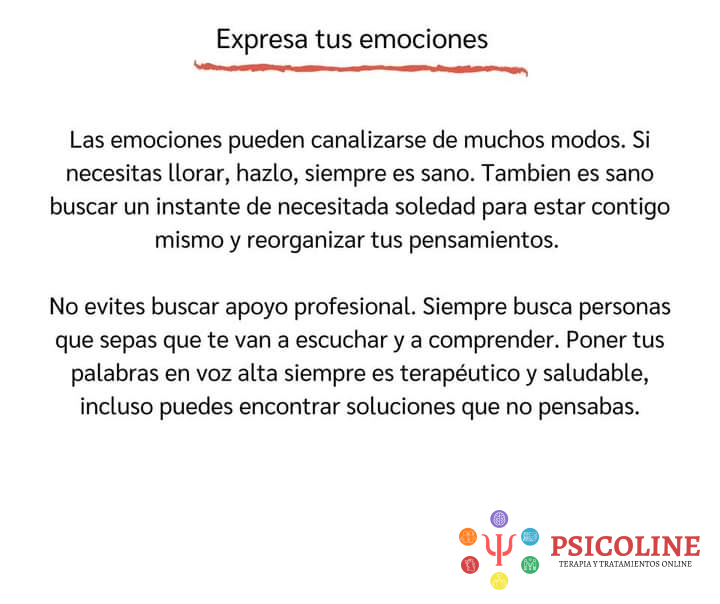 Expresa tus emociones
Las emociones pueden canalizarse de muchos modos. Si
necesitas llorar, hazlo, siempre es sano. Tambien es sano
buscar un instante de necesitada soledad para estar contigo
mismo y reorganizar tus pensamientos.
No evites buscar apoyo profesional. Siempre busca personas
que sepas que te van a escuchar y a comprender. Poner tus
palabras en voz alta siempre es terapéutico y saludable,
incluso puedes encontrar soluciones que no pensabas.
PSICOLINE
TERAPIA Y TRATAMIENTOS ONLINE